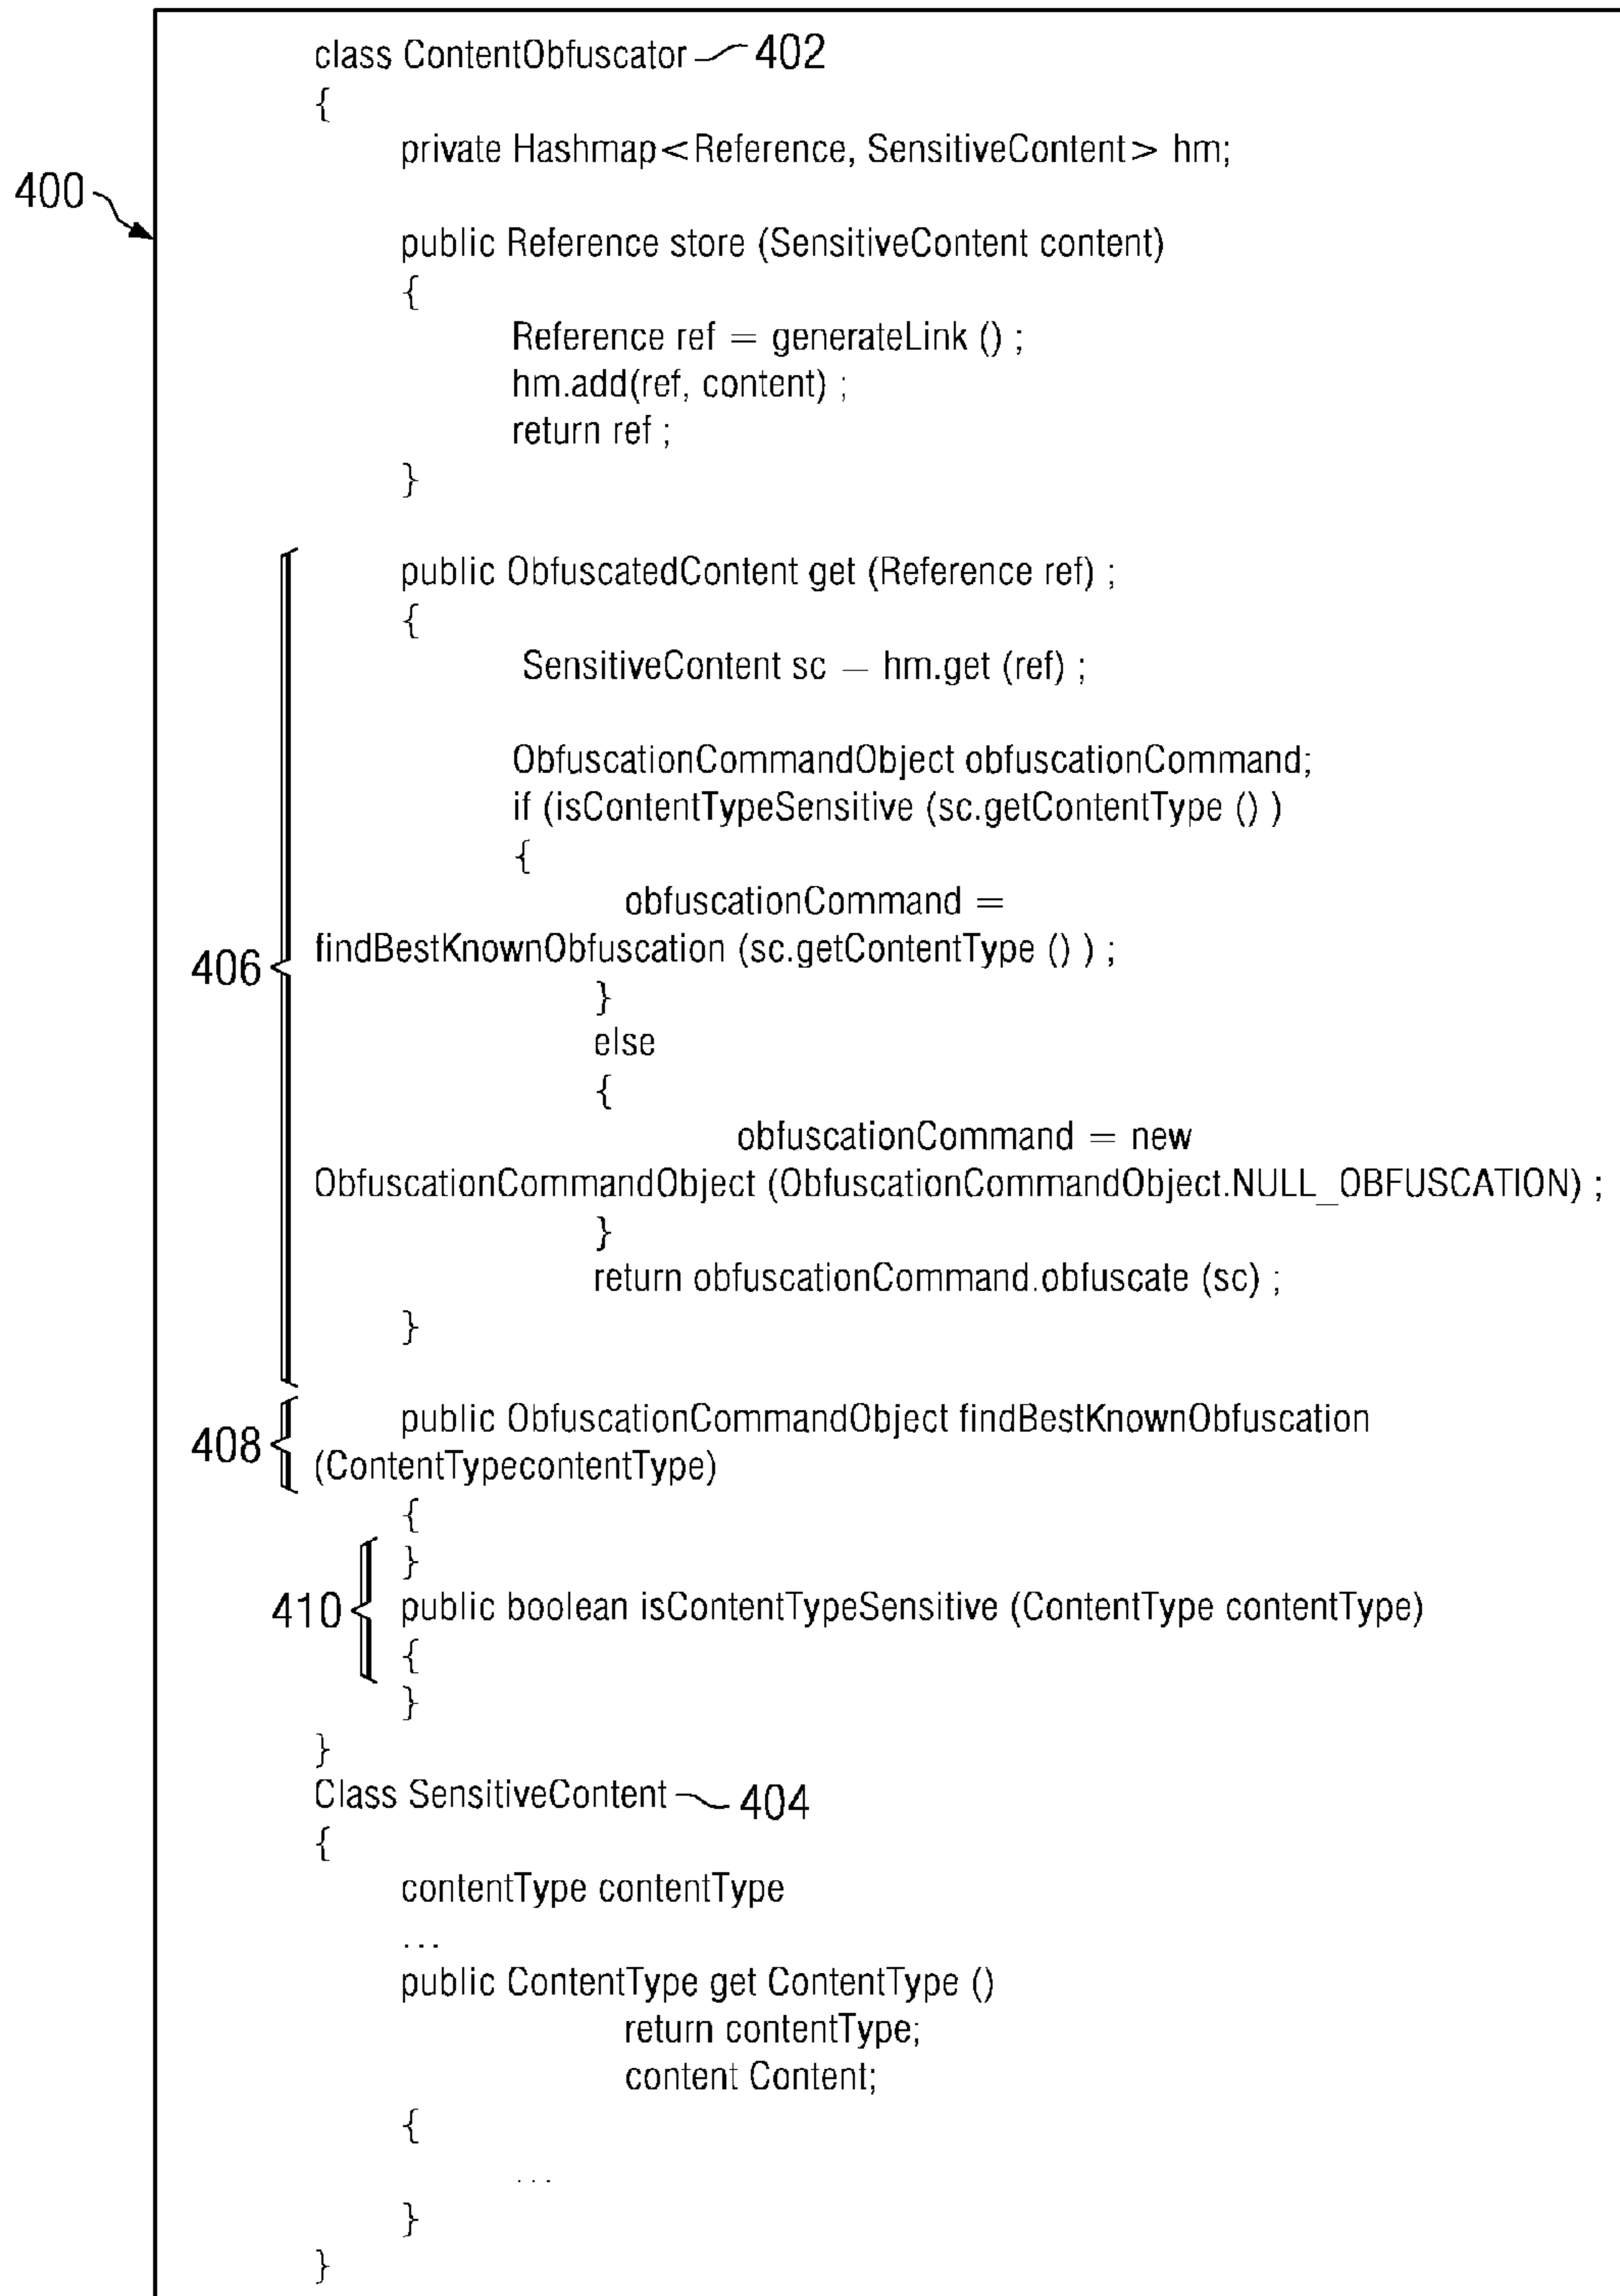 class ContentObfuscator 402
{
private Hashmap<Reference, SensitiveContent> hm;
400
public Reference store (SensitiveContent content)
{
Reference ref = generateLink () ;
hm.add(ref, content) ;
return ref ;
}
public ObfuscatedContent get (Reference ref) ;
{
SensitiveContent sc – hm.get (ref) ;
ObfuscationCommandObject obfuscationCommand;
if (isContentTypeSensitive (sc.getContentType () )
{
obfuscationCommand =
406 findBestKnownObfuscation (sc.getContentType () ) ;
}
else
{
obfuscationCommand = new
ObfuscationCommandObject (ObfuscationCommandObject.NULL_OBFUSCATION) ;
}
return obfuscationCommand.obfuscate (sc) ;
}
public ObfuscationCommandObject findBestKnownObfuscation
408 (ContentTypecontentType)
{
}
410 public boolean isContentTypeSensitive (ContentType contentType)
{
}
}
Class SensitiveContent 404
{
contentType contentType
...
public ContentType get ContentType ()
return contentType;
content Content;
{
...
}
}